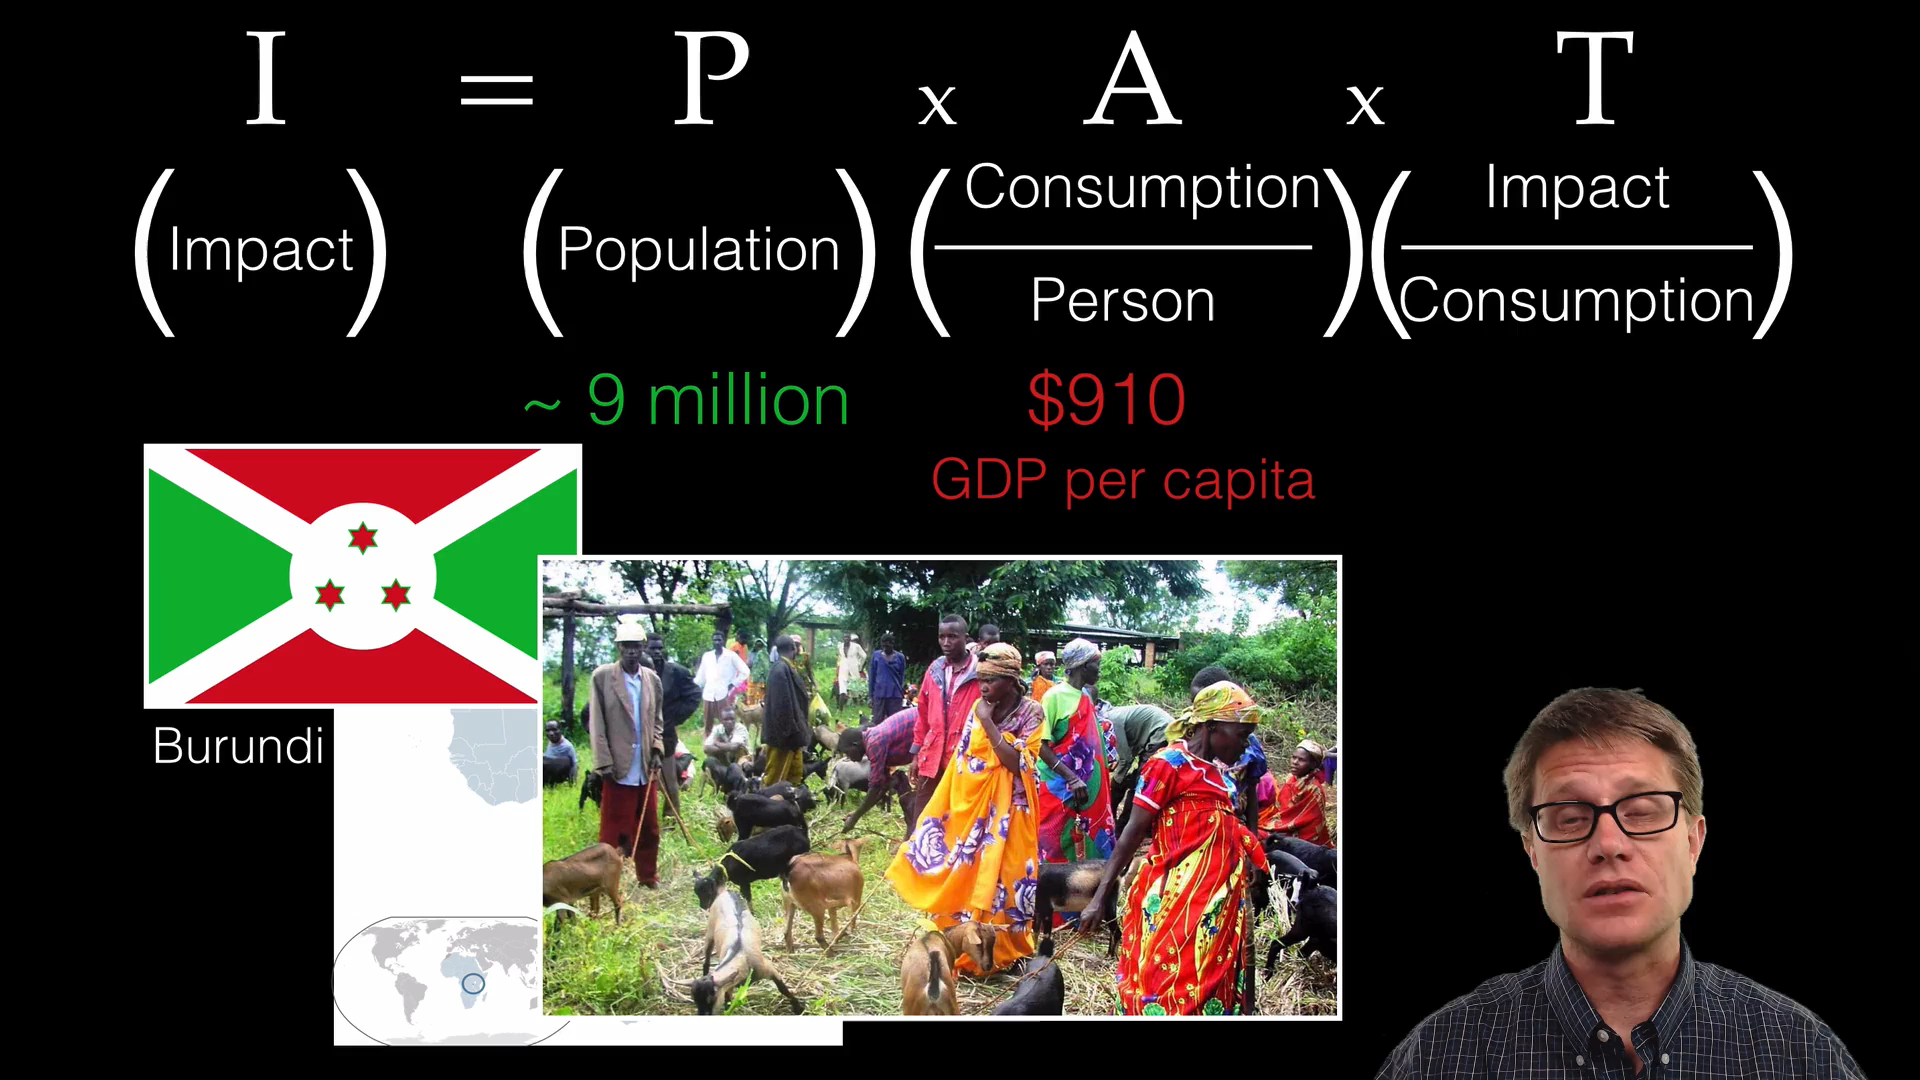 I = P x A x T
(Impact) (Population) (Consumption / Person) (Impact / Consumption)
~ 9 million $910
GDP per capita
Burundi